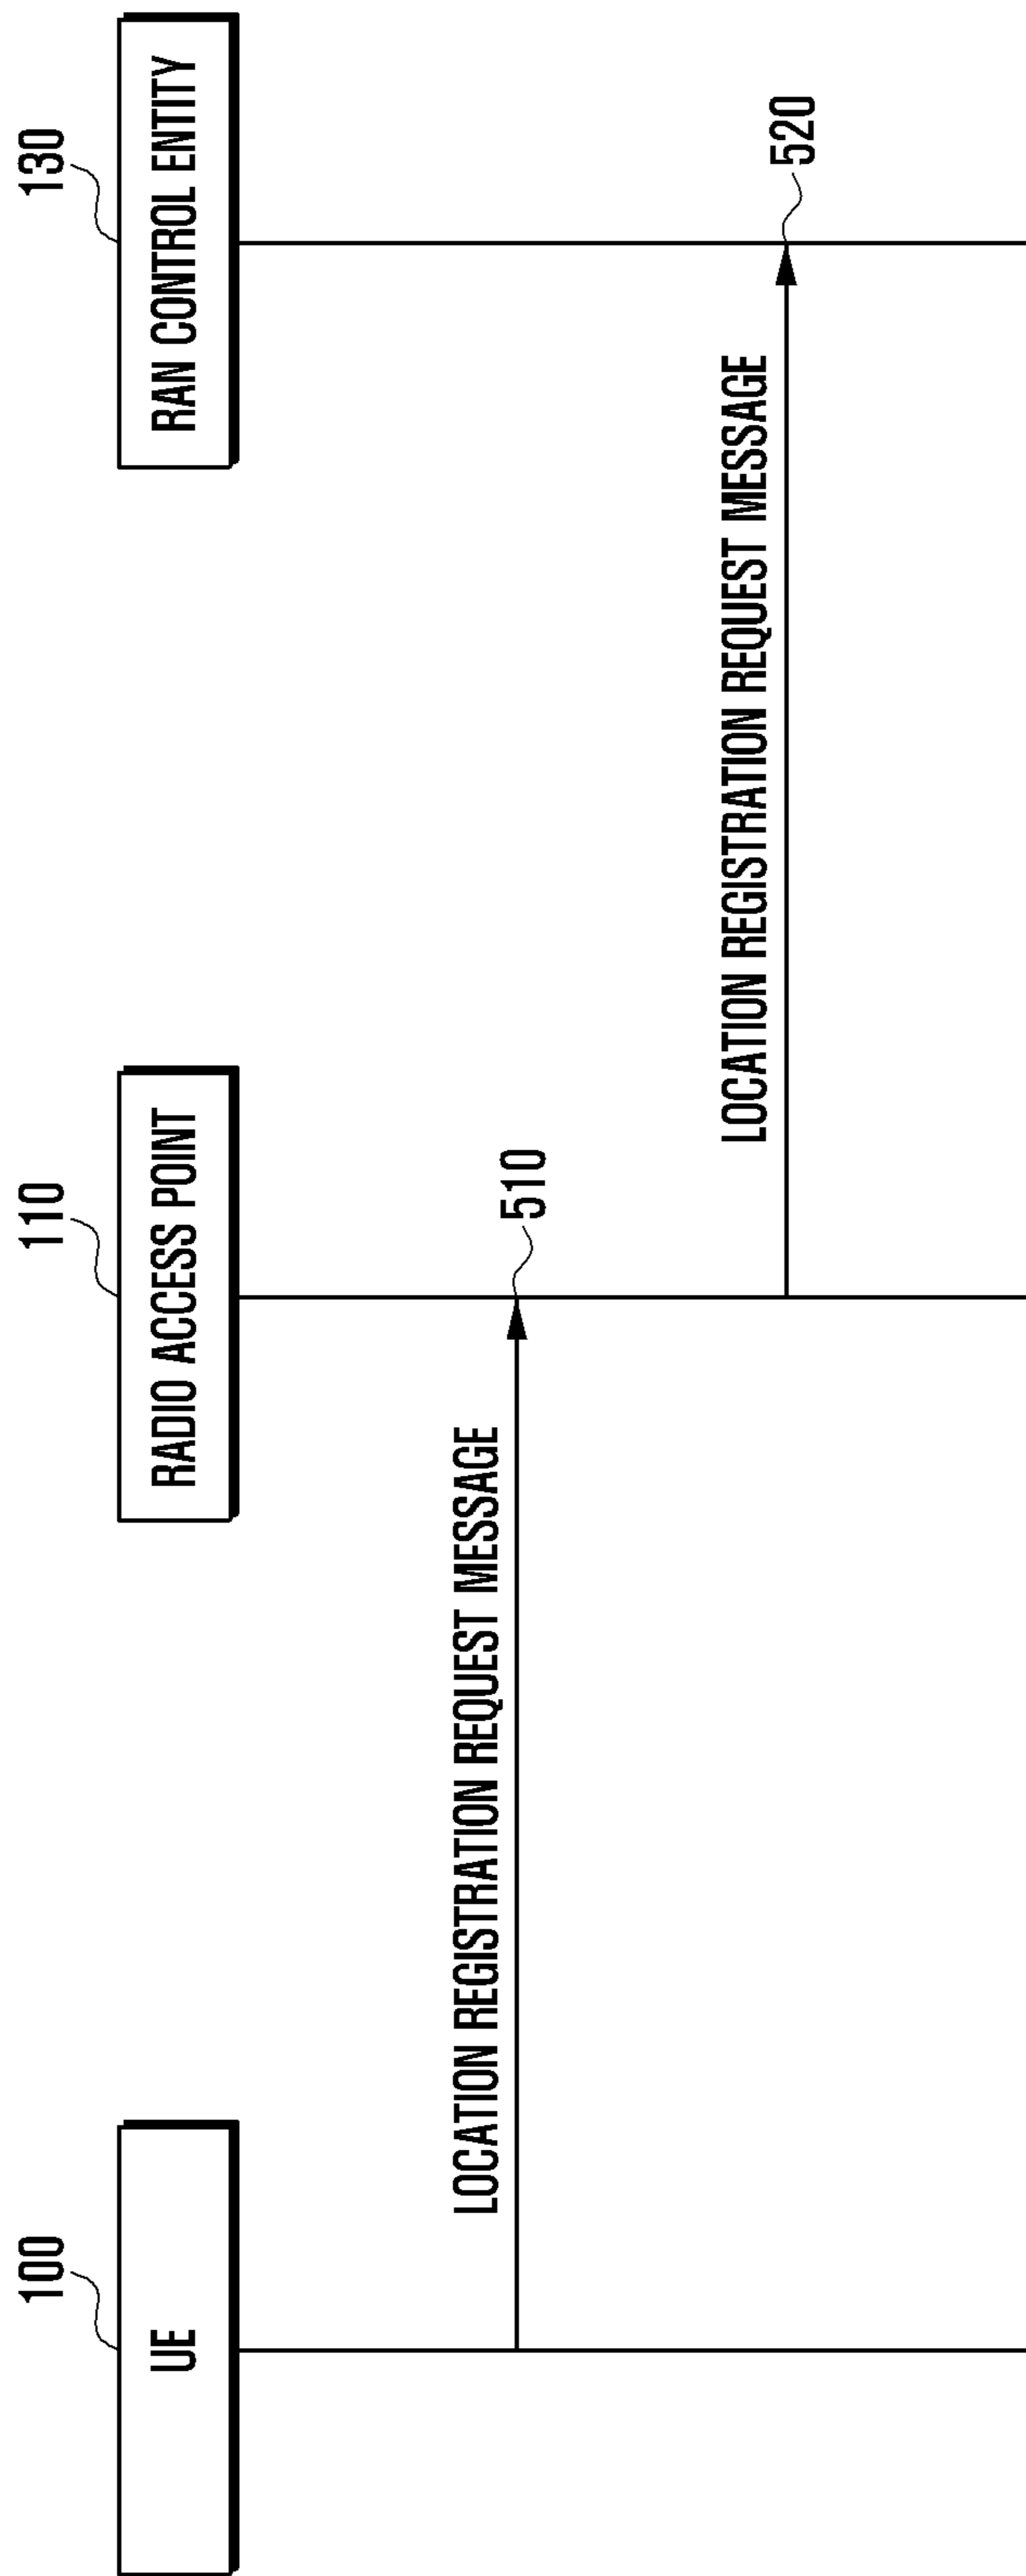 100
110
130
UE
RADIO ACCESS POINT
RAN CONTROL ENTITY
LOCATION REGISTRATION REQUEST MESSAGE
510
LOCATION REGISTRATION REQUEST MESSAGE
520